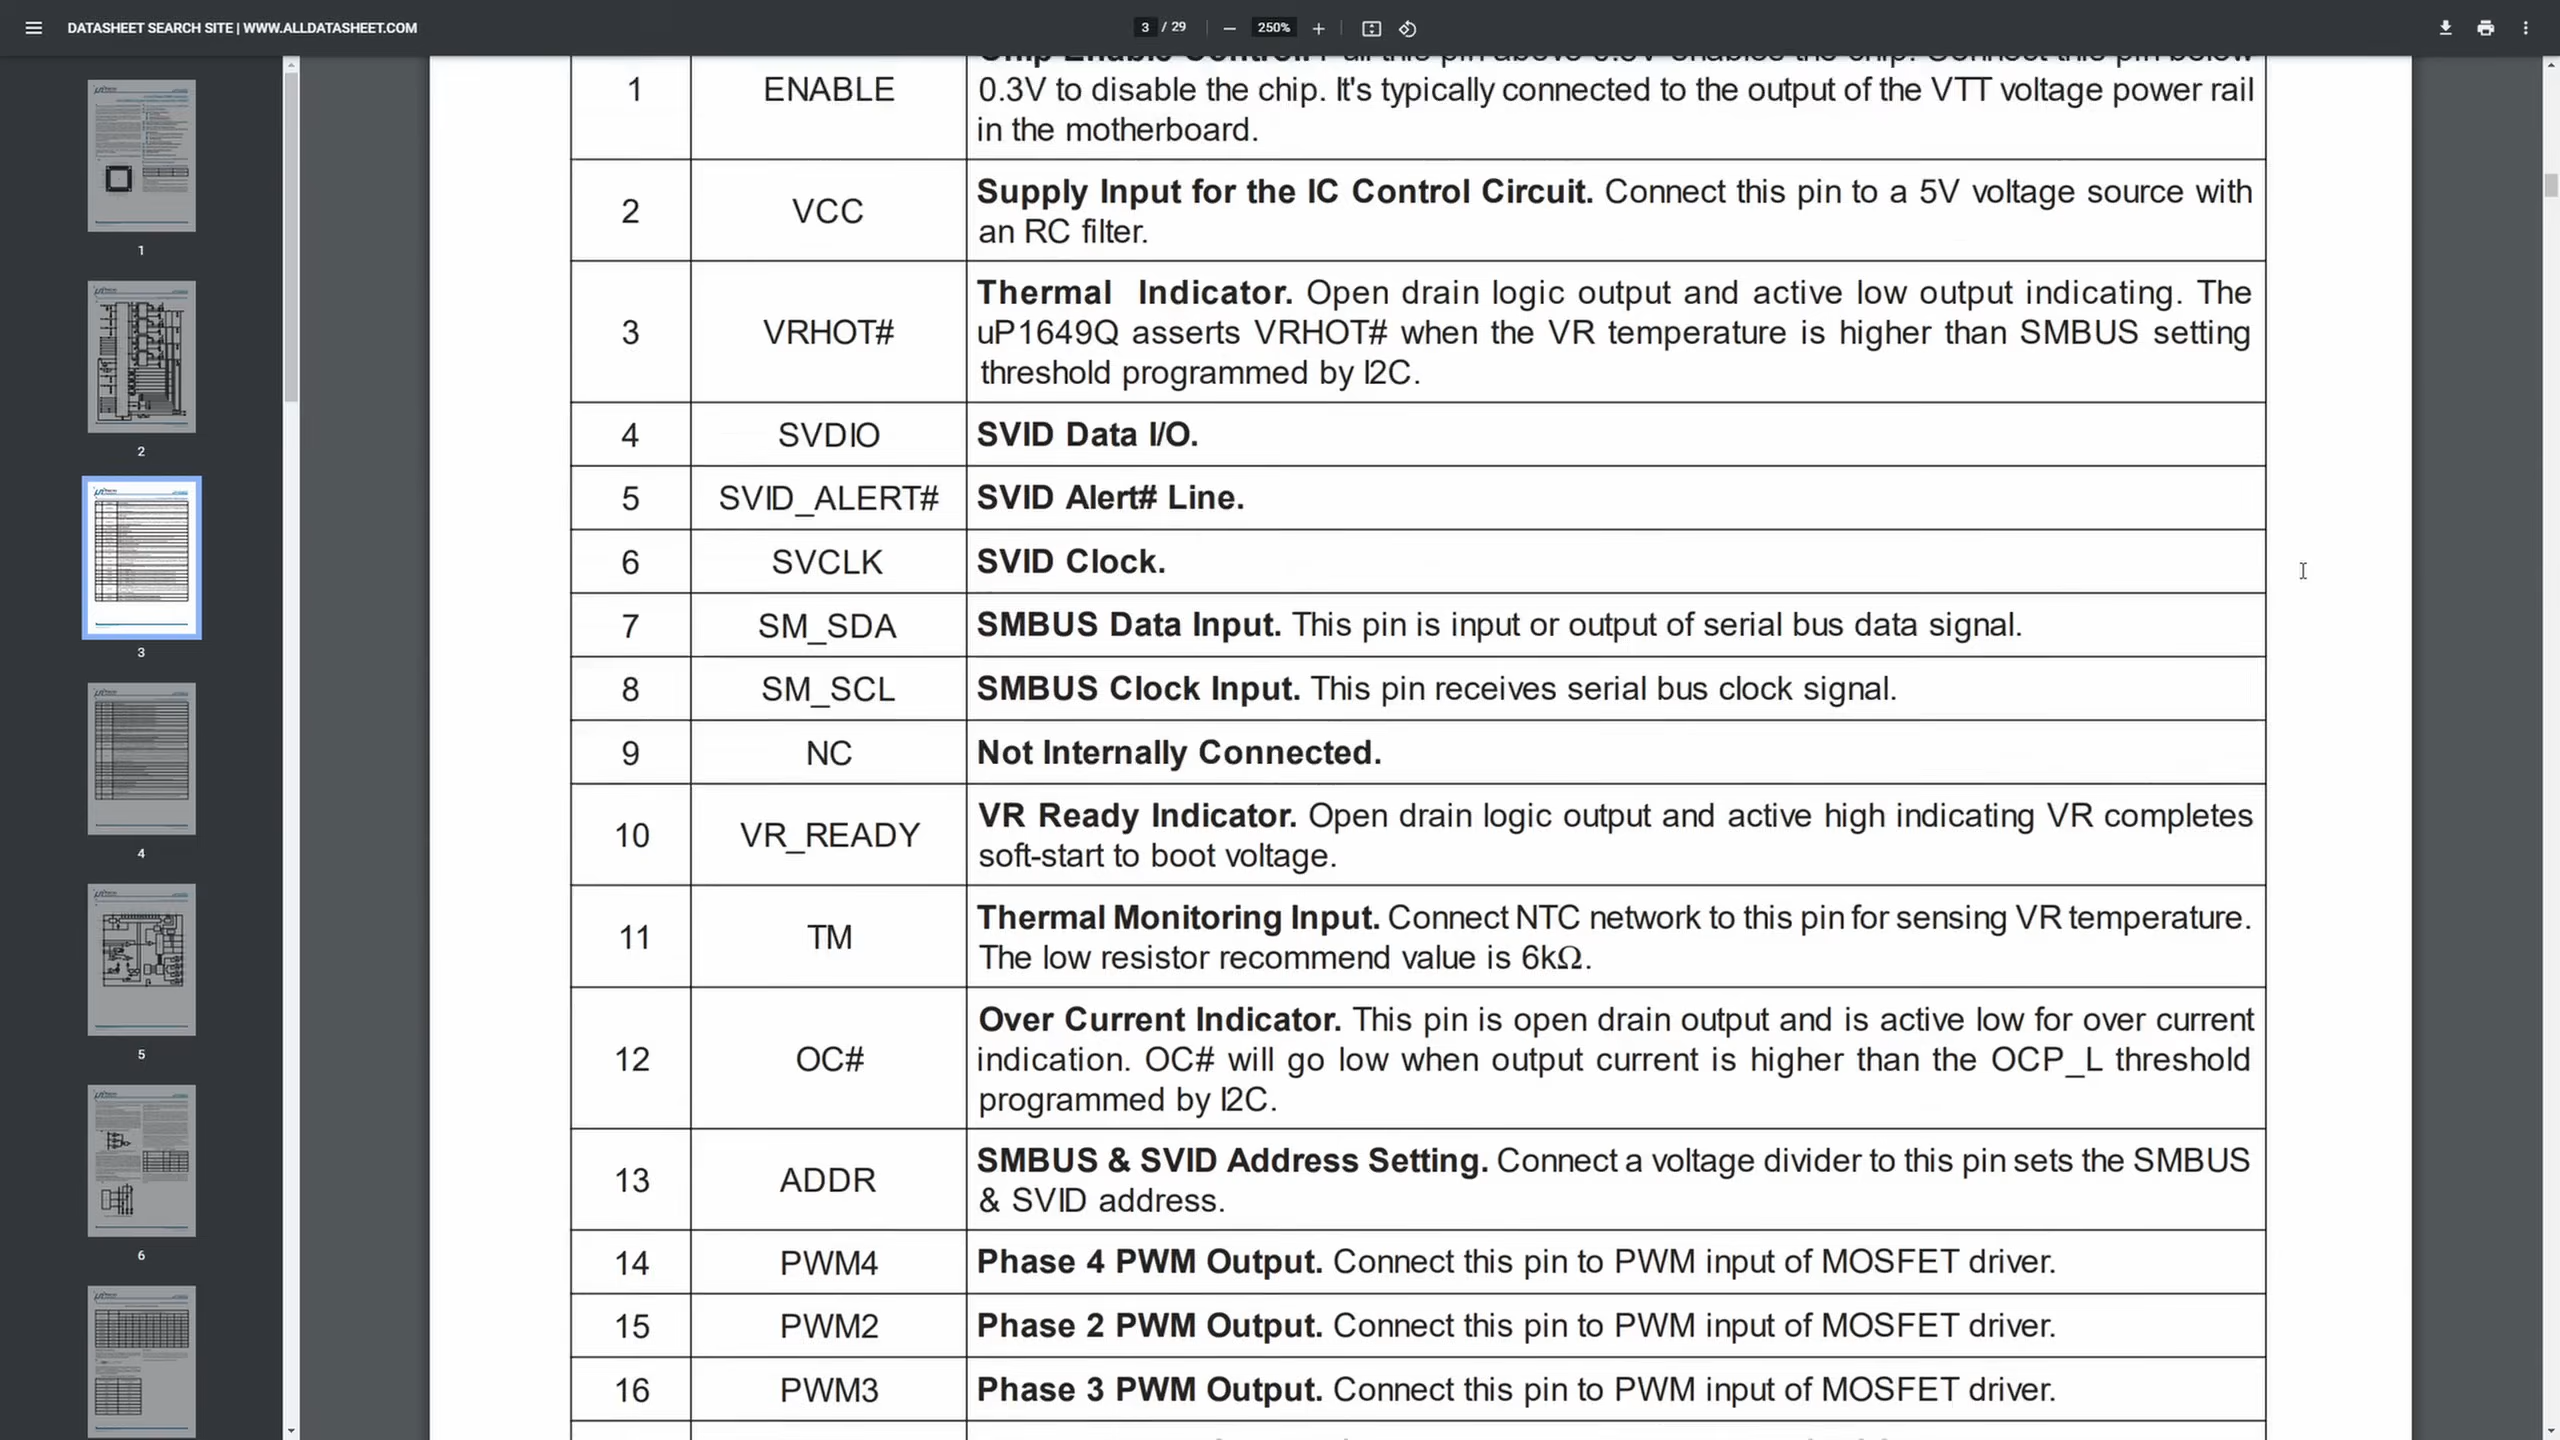 DATASHEET SEARCH SITE | WWW.ALLDATASHEET.COM
3 / 29
250%
1
2
3
4
5
6
1 ENABLE
0.3V to disable the chip. It's typically connected to the output of the VTT voltage power rail
in the motherboard.
2 VCC Supply Input for the IC Control Circuit. Connect this pin to a 5V voltage source with
an RC filter.
3 VRHOT# Thermal Indicator. Open drain logic output and active low output indicating. The
uP1649Q asserts VRHOT# when the VR temperature is higher than SMBUS setting
threshold programmed by I2C.
4 SVDIO SVID Data I/O.
5 SVID_ALERT# SVID Alert# Line.
6 SVCLK SVID Clock.
7 SM_SDA SMBUS Data Input. This pin is input or output of serial bus data signal.
8 SM_SCL SMBUS Clock Input. This pin receives serial bus clock signal.
9 NC Not Internally Connected.
10 VR_READY VR Ready Indicator. Open drain logic output and active high indicating VR completes
soft-start to boot voltage.
11 TM Thermal Monitoring Input. Connect NTC network to this pin for sensing VR temperature.
The low resistor recommend value is 6kΩ.
12 OC# Over Current Indicator. This pin is open drain output and is active low for over current
indication. OC# will go low when output current is higher than the OCP_L threshold
programmed by I2C.
13 ADDR SMBUS & SVID Address Setting. Connect a voltage divider to this pin sets the SMBUS
& SVID address.
14 PWM4 Phase 4 PWM Output. Connect this pin to PWM input of MOSFET driver.
15 PWM2 Phase 2 PWM Output. Connect this pin to PWM input of MOSFET driver.
16 PWM3 Phase 3 PWM Output. Connect this pin to PWM input of MOSFET driver.